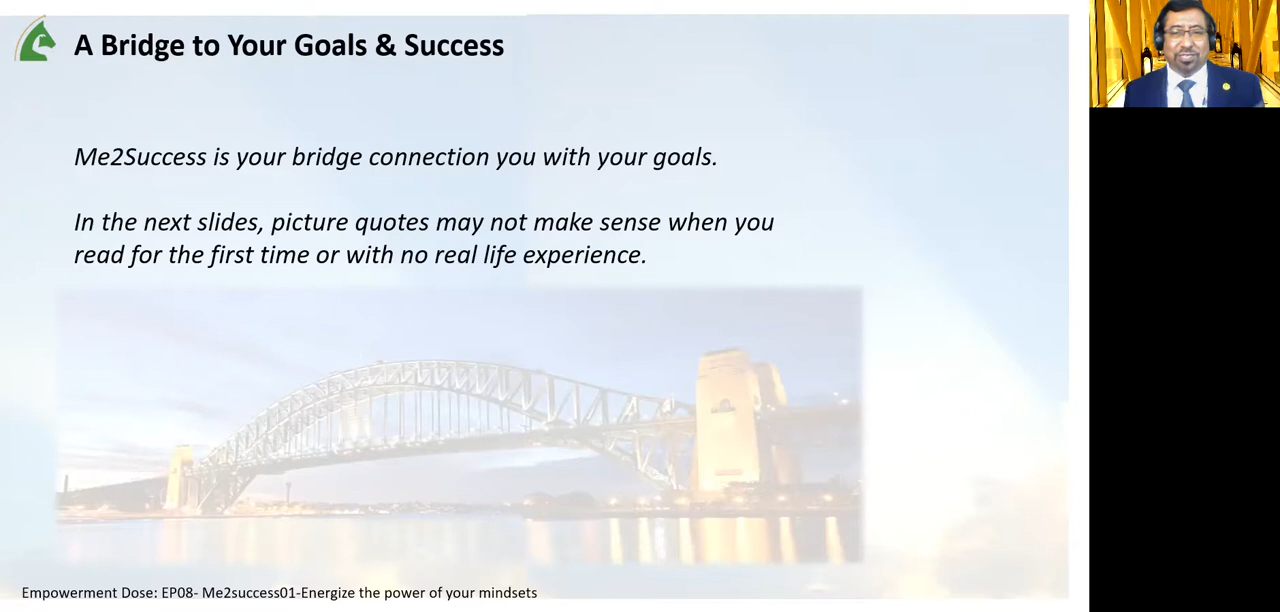 A Bridge to Your Goals & Success
Me2Success is your bridge connection you with your goals.
In the next slides, picture quotes may not make sense when you
read for the first time or with no real life experience.
Empowerment Dose: EP08- Me2success01-Energize the power of your mindsets